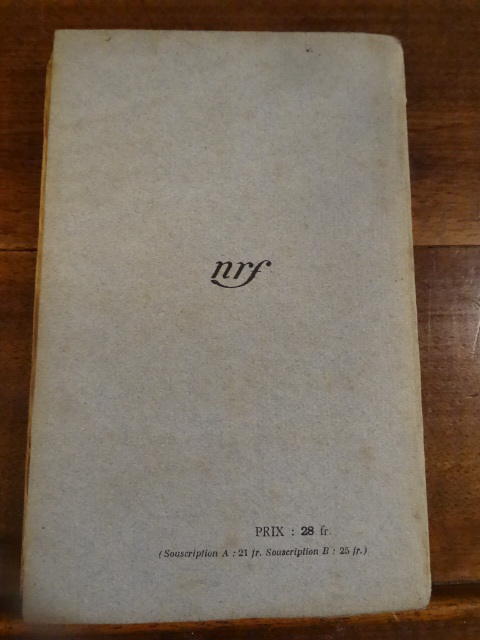 nrf
PRIX : 28 fr.
(Souscription A : 21 fr. Souscription B : 25 fr.)